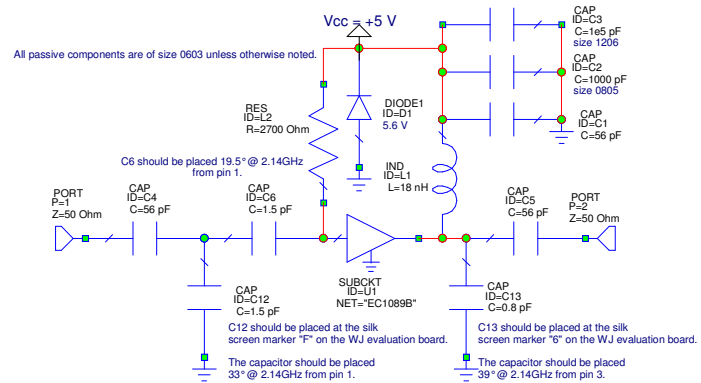 Vcc = +5 V
CAP
ID=C3
C=1e5 pF
size 1206
All passive components are of size 0603 unless otherwise noted.
CAP
ID=C2
C=1000 pF
size 0805
RES
ID=L2
R=2700 Ohm
DIODE1
ID=D1
5.6 V
CAP
ID=C1
C=56 pF
C6 should be placed 19.5° @ 2.14GHz
from pin 1.
IND
ID=L1
L=18 nH
PORT
P=1
Z=50 Ohm
CAP
ID=C4
C=56 pF
CAP
ID=C6
C=1.5 pF
CAP
ID=C5
C=56 pF
PORT
P=2
Z=50 Ohm
SUBCKT
ID=U1
NET="EC1089B"
CAP
ID=C12
C=1.5 pF
CAP
ID=C13
C=0.8 pF
C12 should be placed at the silk
screen marker "F" on the WJ evaluation board.
The capacitor should be placed
33° @ 2.14GHz from pin 1.
C13 should be placed at the silk
screen marker "6" on the WJ evaluation board.
The capacitor should be placed
39° @ 2.14GHz from pin 3.